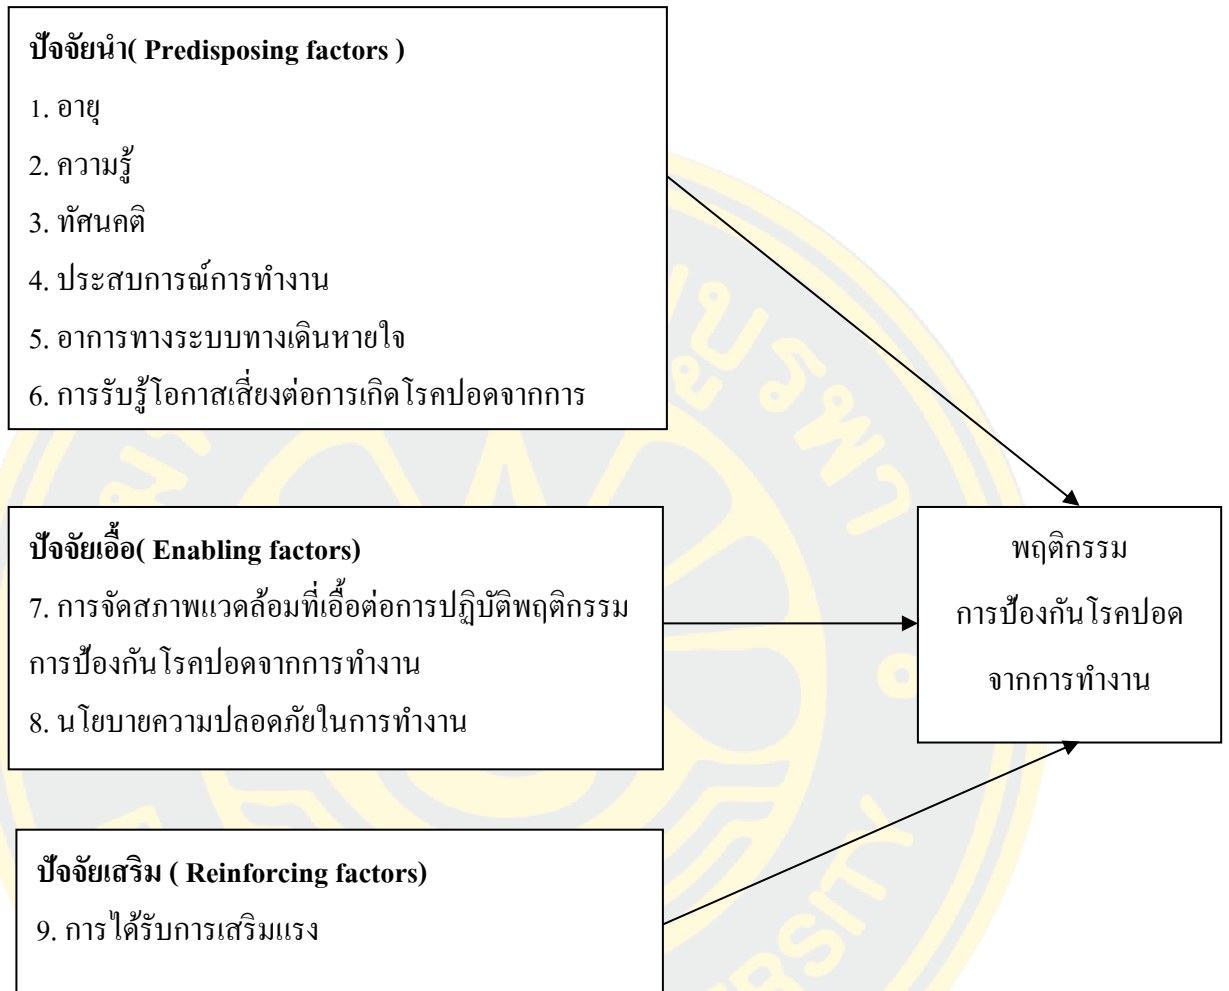 ปัจจัยนำ( Predisposing factors )
1. อายุ
2. ความรู้
3. ทัศนคติ
4. ประสบการณ์การทำงาน
5. อาการทางระบบทางเดินหายใจ
6. การรับรู้โอกาสเสี่ยงต่อการเกิดโรคปอดจากการ
ปัจจัยเอื้อ( Enabling factors)
7. การจัดสภาพแวดล้อมที่เอื้อต่อการปฏิบัติพฤติกรรม
การป้องกันโรคปอดจากการทำงาน
8. นโยบายความปลอดภัยในการทำงาน
ปัจจัยเสริม ( Reinforcing factors)
9. การได้รับการเสริมแรง
พฤติกรรม
การป้องกันโรคปอด
จากการทำงาน